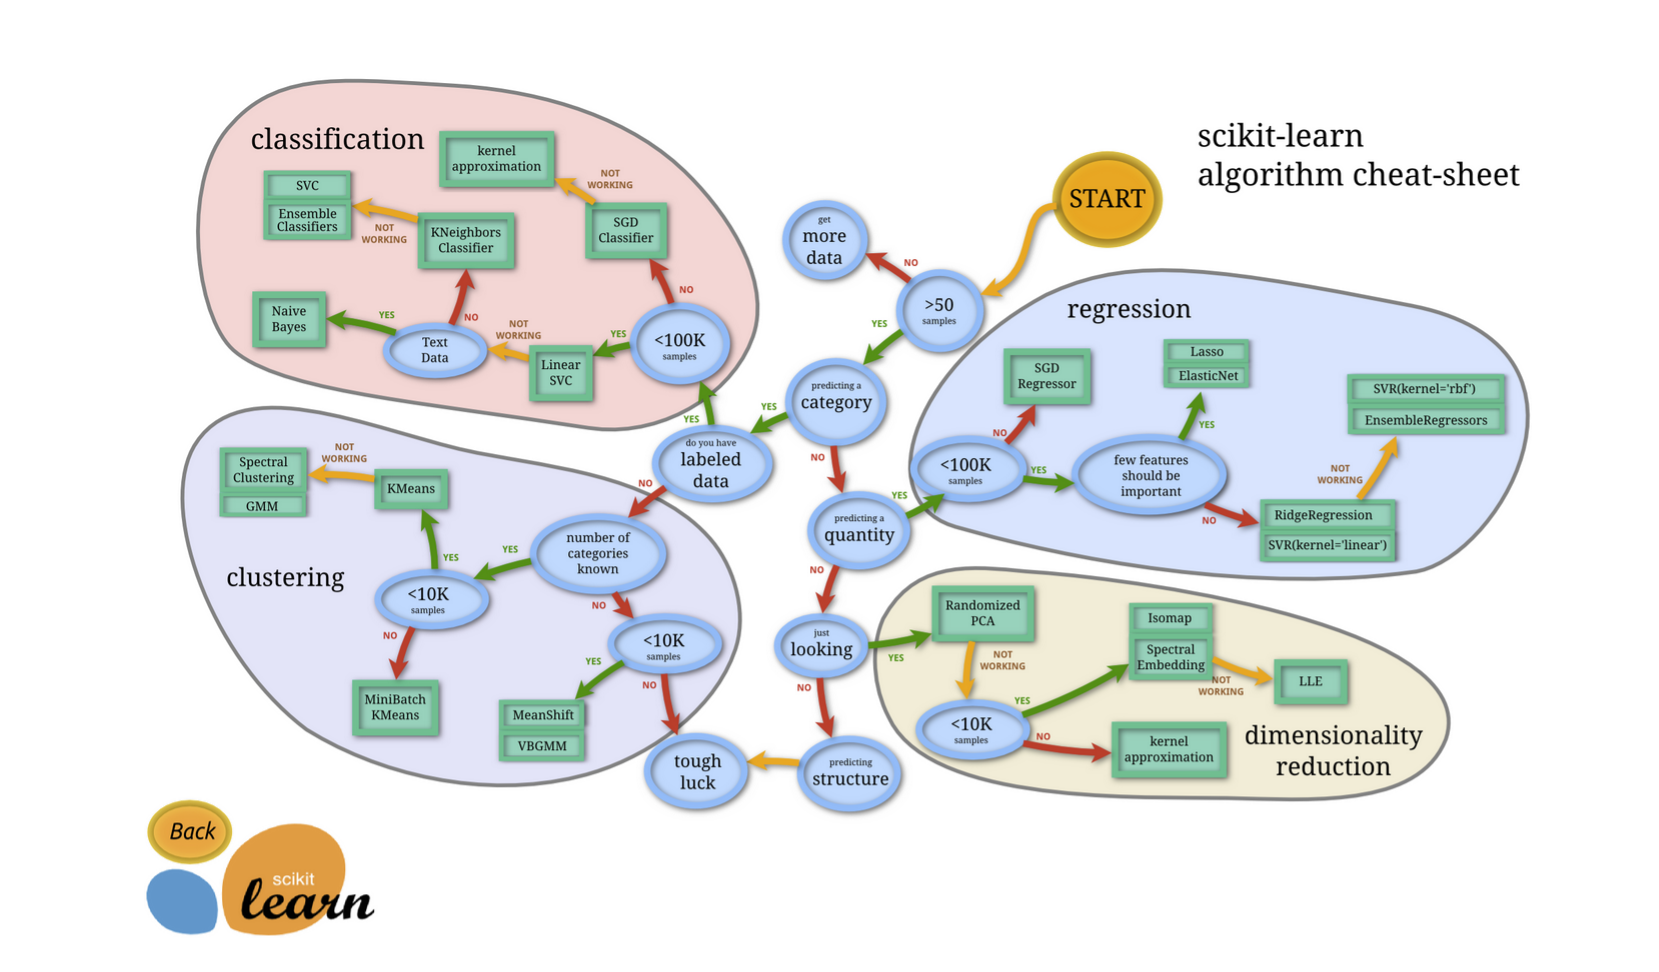 scikit-learn
algorithm cheat-sheet
START
>50
samples
NO
get
more
data
YES
predicting a
category
YES
do you have
labeled
data
YES
NO
NO
predicting a
quantity
YES
NO
just
looking
YES
NO
predicting
structure
tough
luck
classification
<100K
samples
NO
SGD
Classifier
NOT
WORKING
kernel
approximation
YES
Linear
SVC
NOT
WORKING
Text
Data
YES
Naive
Bayes
NO
KNeighbors
Classifier
NOT
WORKING
SVC
Ensemble
Classifiers
clustering
number of
categories
known
YES
<10K
samples
YES
KMeans
NOT
WORKING
Spectral
Clustering
GMM
NO
MiniBatch
KMeans
NO
<10K
samples
YES
MeanShift
VBGMM
NO
regression
<100K
samples
NO
SGD
Regressor
YES
few features
should be
important
YES
Lasso
ElasticNet
NO
RidgeRegression
SVR(kernel='linear')
NOT
WORKING
SVR(kernel='rbf')
EnsembleRegressors
dimensionality
reduction
Randomized
PCA
NOT
WORKING
<10K
samples
YES
Isomap
Spectral
Embedding
NOT
WORKING
LLE
NO
kernel
approximation
Back
scikit
learn